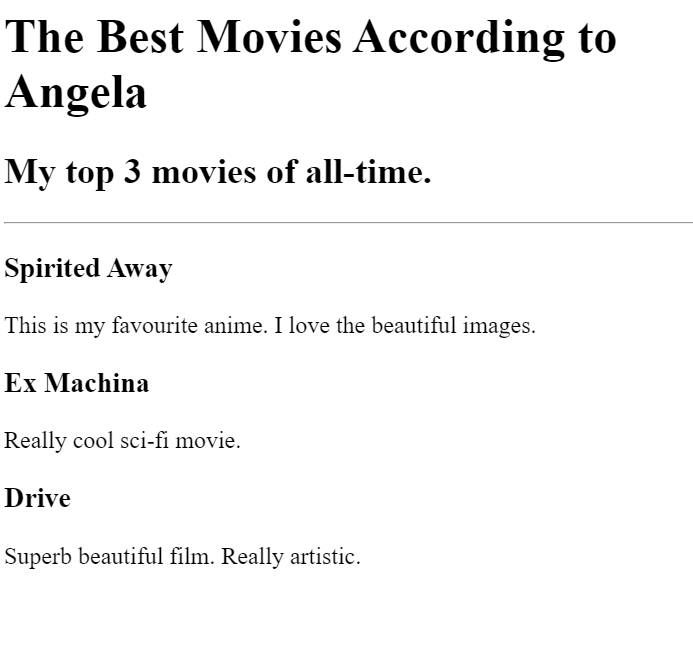 The Best Movies According to
Angela
My top 3 movies of all-time.
Spirited Away
This is my favourite anime. I love the beautiful images.
Ex Machina
Really cool sci-fi movie.
Drive
Superb beautiful film. Really artistic.